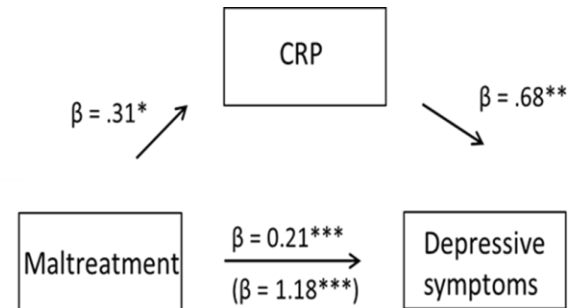 CRP
β = .31*
β = .68**
Maltreatment
β = 0.21***
(β = 1.18***)
Depressive
symptoms